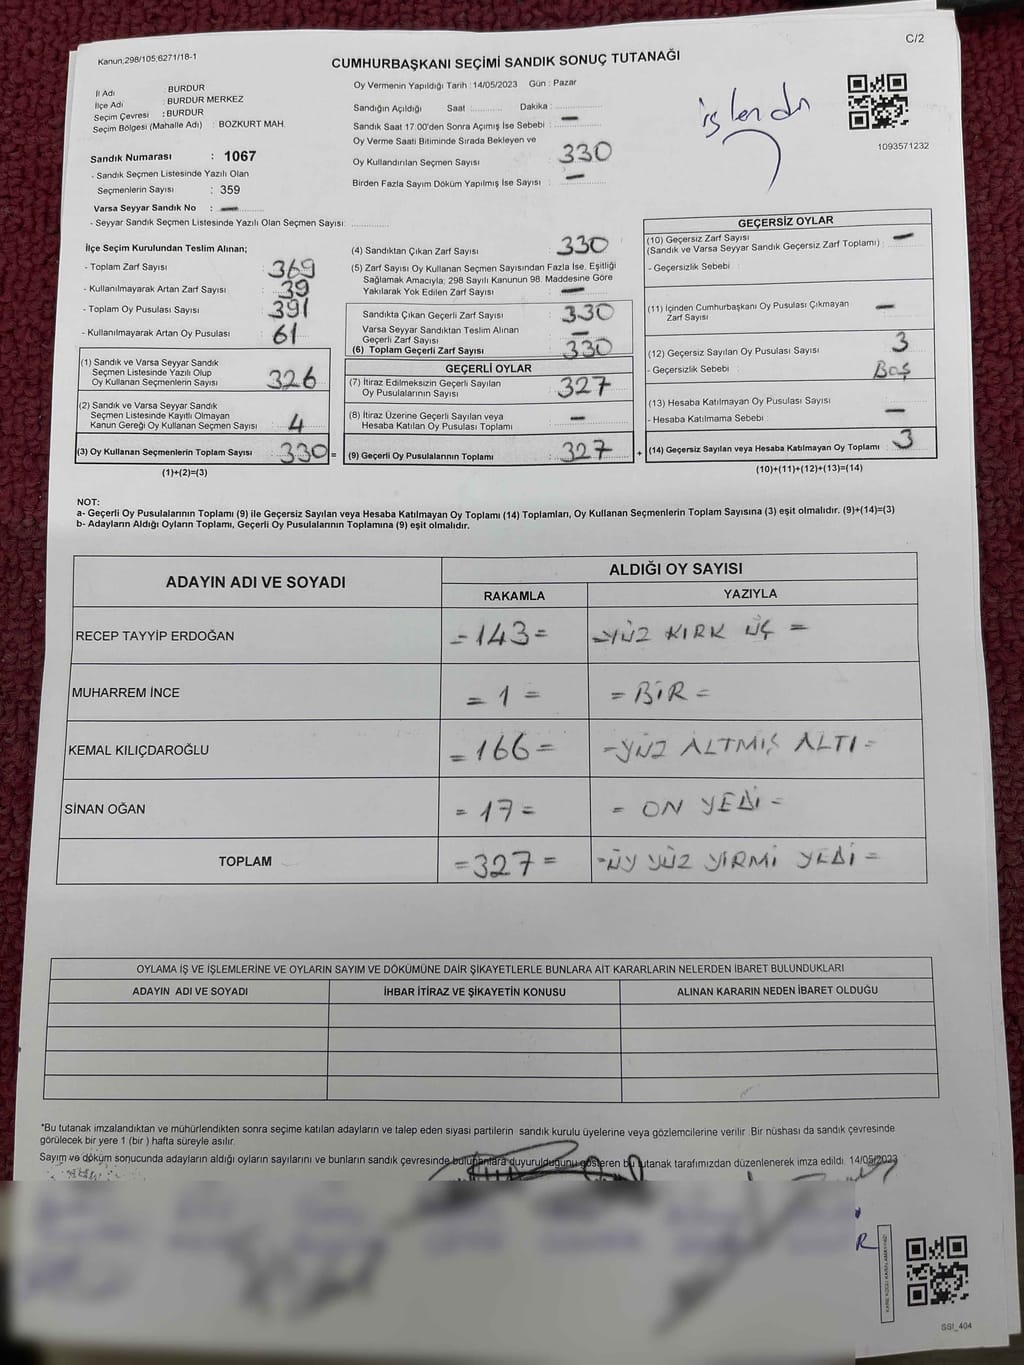 C/2
Kanun;298/105;6271/18-1
CUMHURBAŞKANI SEÇİMİ SANDIK SONUÇ TUTANAĞI
işlendi
1093571232
İl Adı : BURDUR
İlçe Adı : BURDUR MERKEZ
Seçim Çevresi : BURDUR
Seçim Bölgesi (Mahalle Adı) : BOZKURT MAH.
Sandık Numarası : 1067
- Sandık Seçmen Listesinde Yazılı Olan
Seçmenlerin Sayısı : 359
Varsa Seyyar Sandık No : —
- Seyyar Sandık Seçmen Listesinde Yazılı Olan Seçmen Sayısı:
Oy Vermenin Yapıldığı Tarih : 14/05/2023 Gün : Pazar
Sandığın Açıldığı Saat ........... Dakika :
Sandık Saat 17:00'den Sonra Açımış İse Sebebi : —
Oy Verme Saati Bitiminde Sırada Bekleyen ve
Oy Kullandırılan Seçmen Sayısı 330
Birden Fazla Sayım Döküm Yapılmış İse Sayısı : —
İlçe Seçim Kurulundan Teslim Alınan;
- Toplam Zarf Sayısı : 369
- Kullanılmayarak Artan Zarf Sayısı : 39
- Toplam Oy Pusulası Sayısı : 391
- Kullanılmayarak Artan Oy Pusulası : 61
(1) Sandık ve Varsa Seyyar Sandık
Seçmen Listesinde Yazılı Olup
Oy Kullanan Seçmenlerin Sayısı : 326
(2) Sandık ve Varsa Seyyar Sandık
Seçmen Listesinde Kayıtlı Olmayan
Kanun Gereği Oy Kullanan Seçmen Sayısı : 4
(3) Oy Kullanan Seçmenlerin Toplam Sayısı : 330 =
(1)+(2)=(3)
(4) Sandıktan Çıkan Zarf Sayısı : 330
(5) Zarf Sayısı Oy Kullanan Seçmen Sayısından Fazla İse, Eşitliği
Sağlamak Amacıyla; 298 Sayılı Kanunun 98. Maddesine Göre
Yakılarak Yok Edilen Zarf Sayısı : —
Sandıkta Çıkan Geçerli Zarf Sayısı : 330
Varsa Seyyar Sandıktan Teslim Alınan
Geçerli Zarf Sayısı : —
(6) Toplam Geçerli Zarf Sayısı : 330
GEÇERLİ OYLAR
(7) İtiraz Edilmeksizin Geçerli Sayılan
Oy Pusulalarının Sayısı : 327
(8) İtiraz Üzerine Geçerli Sayılan veya
Hesaba Katılan Oy Pusulası Toplamı : —
(9) Geçerli Oy Pusulalarının Toplamı : 327 +
GEÇERSİZ OYLAR
(10) Geçersiz Zarf Sayısı
(Sandık ve Varsa Seyyar Sandık Geçersiz Zarf Toplamı) : —
- Geçersizlik Sebebi :
(11) İçinden Cumhurbaşkanı Oy Pusulası Çıkmayan
Zarf Sayısı : —
(12) Geçersiz Sayılan Oy Pusulası Sayısı : 3
- Geçersizlik Sebebi : Boş
(13) Hesaba Katılmayan Oy Pusulası Sayısı
- Hesaba Katılmama Sebebi : —
(14) Geçersiz Sayılan veya Hesaba Katılmayan Oy Toplamı : 3
(10)+(11)+(12)+(13)=(14)
NOT:
a- Geçerli Oy Pusulalarının Toplamı (9) ile Geçersiz Sayılan veya Hesaba Katılmayan Oy Toplamı (14) Toplamları, Oy Kullanan Seçmenlerin Toplam Sayısına (3) eşit olmalıdır. (9)+(14)=(3)
b- Adayların Aldığı Oyların Toplamı, Geçerli Oy Pusulalarının Toplamına (9) eşit olmalıdır.
ADAYIN ADI VE SOYADI ALDIĞI OY SAYISI
RAKAMLA YAZIYLA
RECEP TAYYİP ERDOĞAN =143= =YÜZ KIRK ÜÇ =
MUHARREM İNCE =1= =BİR=
KEMAL KILIÇDAROĞLU =166= -YÜZ ALTMIŞ ALTI=
SİNAN OĞAN =17= = ON YEDİ =
TOPLAM =327= =ÜÇ YÜZ YİRMİ YEDİ =
OYLAMA İŞ VE İŞLEMLERİNE VE OYLARIN SAYIM VE DÖKÜMÜNE DAİR ŞİKAYETLERLE BUNLARA AİT KARARLARIN NELERDEN İBARET BULUNDUKLARI
ADAYIN ADI VE SOYADI İHBAR İTİRAZ VE ŞİKAYETİN KONUSU ALINAN KARARIN NEDEN İBARET OLDUĞU
*Bu tutanak imzalandıktan ve mühürlendikten sonra seçime katılan adayların ve talep eden siyasi partilerin sandık kurulu üyelerine veya gözlemcilerine verilir. Bir nüshası da sandık çevresinde
görülecek bir yere 1 (bir ) hafta süreyle asılır.
Sayım ve döküm sonucunda adayların aldığı oyların sayılarını ve bunların sandık çevresinde bulunanlara duyurulduğunu gösteren bu tutanak tarafımızdan düzenlenerek imza edildi. 14/05/2023
R
KARE KODU KARALAMAYINIZ!
SSI_404